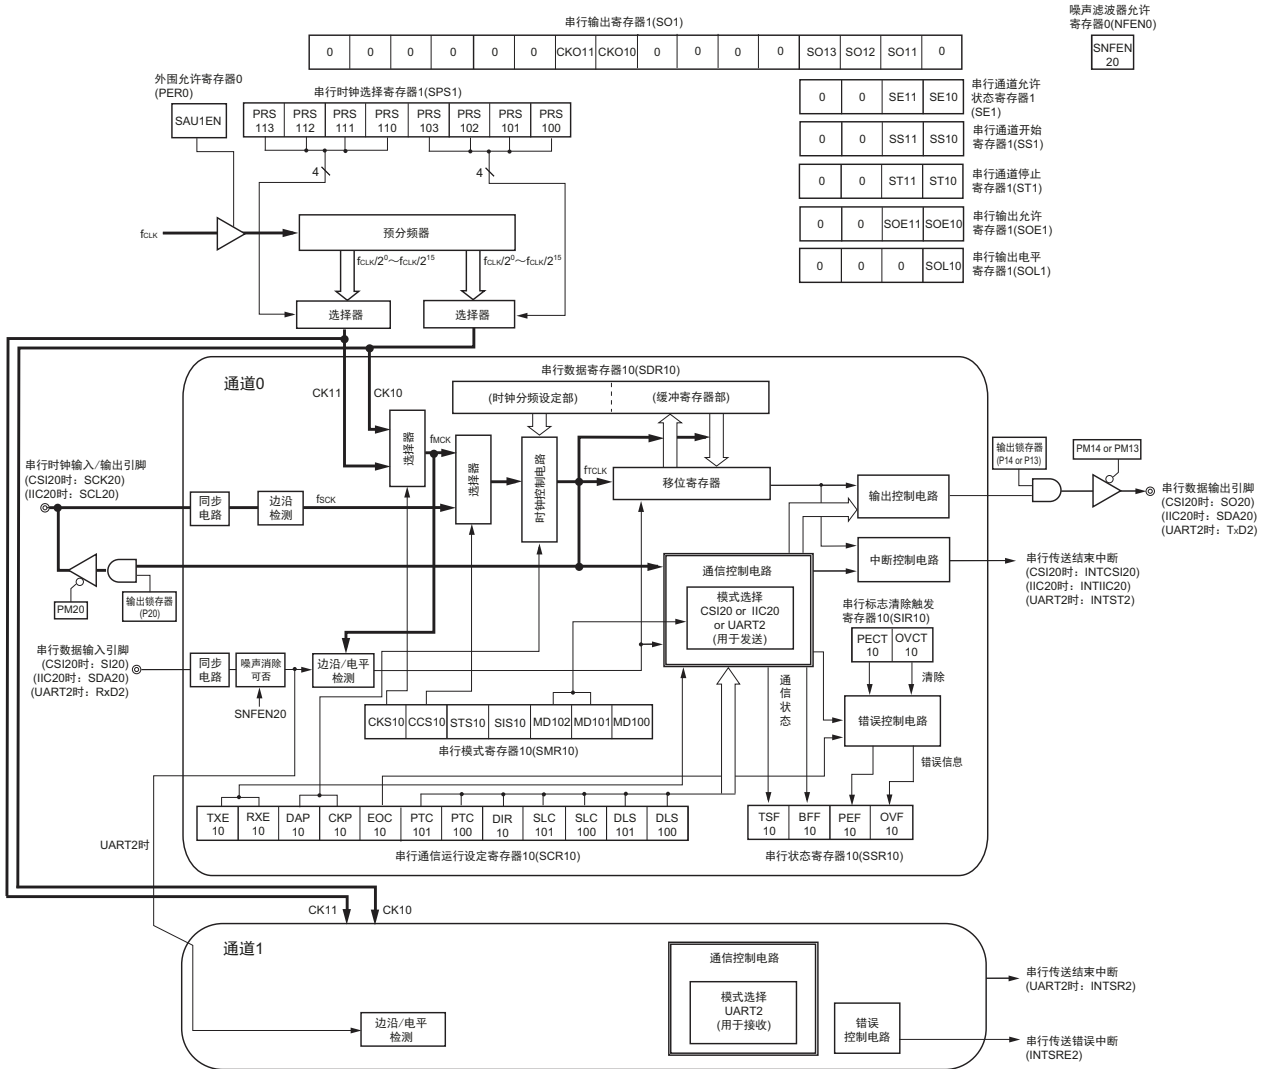 串行输出寄存器1(SO1)
0 0 0 0 0 0 CKO11 CKO10 0 0 0 0 SO13 SO12 SO11 0
噪声滤波器允许
寄存器0(NFEN0)
SNFEN
20
外围允许寄存器0
(PER0)
SAU1EN
串行时钟选择寄存器1(SPS1)
PRS PRS PRS PRS PRS PRS PRS PRS
113 112 111 110 103 102 101 100
4
4
0 0 SE11 SE10
串行通道允许
状态寄存器1
(SE1)
0 0 SS11 SS10
串行通道开始
寄存器1(SS1)
0 0 ST11 ST10
串行通道停止
寄存器1(ST1)
0 0 SOE11 SOE10
串行输出允许
寄存器1(SOE1)
0 0 0 SOL10
串行输出电平
寄存器1(SOL1)
fCLK
预分频器
fCLK/2⁰～fCLK/2¹⁵
fCLK/2⁰～fCLK/2¹⁵
选择器
选择器
通道0
CK11
CK10
串行数据寄存器10(SDR10)
(时钟分频设定部)
(缓冲寄存器部)
选择器
fMCK
选择器
时钟控制电路
fTCLK
移位寄存器
串行时钟输入/输出引脚
(CSI20时：SCK20)
(IIC20时：SCL20)
同步
电路
边沿
检测
fSCK
输出控制电路
输出锁存器
(P14 or P13)
PM14 or PM13
串行数据输出引脚
(CSI20时：SO20)
(IIC20时：SDA20)
(UART2时：TxD2)
中断控制电路
串行传送结束中断
(CSI20时：INTCSI20)
(IIC20时：INTIIC20)
(UART2时：INTST2)
PM20
输出锁存器
(P20)
通信控制电路
模式选择
CSI20 or IIC20
or UART2
(用于发送)
串行标志清除触发
寄存器10(SIR10)
PECT OVCT
10 10
清除
串行数据输入引脚
(CSI20时：SI20)
(IIC20时：SDA20)
(UART2时：RxD2)
同步
电路
噪声消除
可否
SNFEN20
边沿/电平
检测
通信状态
CKS10 CCS10 STS10 SIS10 MD102 MD101 MD100
串行模式寄存器10(SMR10)
错误控制电路
错误信息
TXE RXE DAP CKP EOC PTC PTC DIR SLC SLC DLS DLS
10 10 10 10 10 101 100 10 101 100 101 100
串行通信运行设定寄存器10(SCR10)
TSF BFF PEF OVF
10 10 10 10
串行状态寄存器10(SSR10)
UART2时
CK11
CK10
通道1
通信控制电路
模式选择
UART2
(用于接收)
边沿/电平
检测
错误
控制电路
串行传送结束中断
(UART2时：INTSR2)
串行传送错误中断
(INTSRE2)